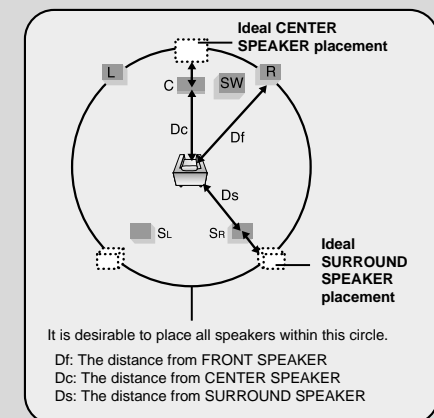 Ideal CENTER
SPEAKER placement
L
R
C
SW
Dc
Df
Ds
SL
SR
Ideal
SURROUND
SPEAKER
placement
It is desirable to place all speakers within this circle.
Df: The distance from FRONT SPEAKER
Dc: The distance from CENTER SPEAKER
Ds: The distance from SURROUND SPEAKER